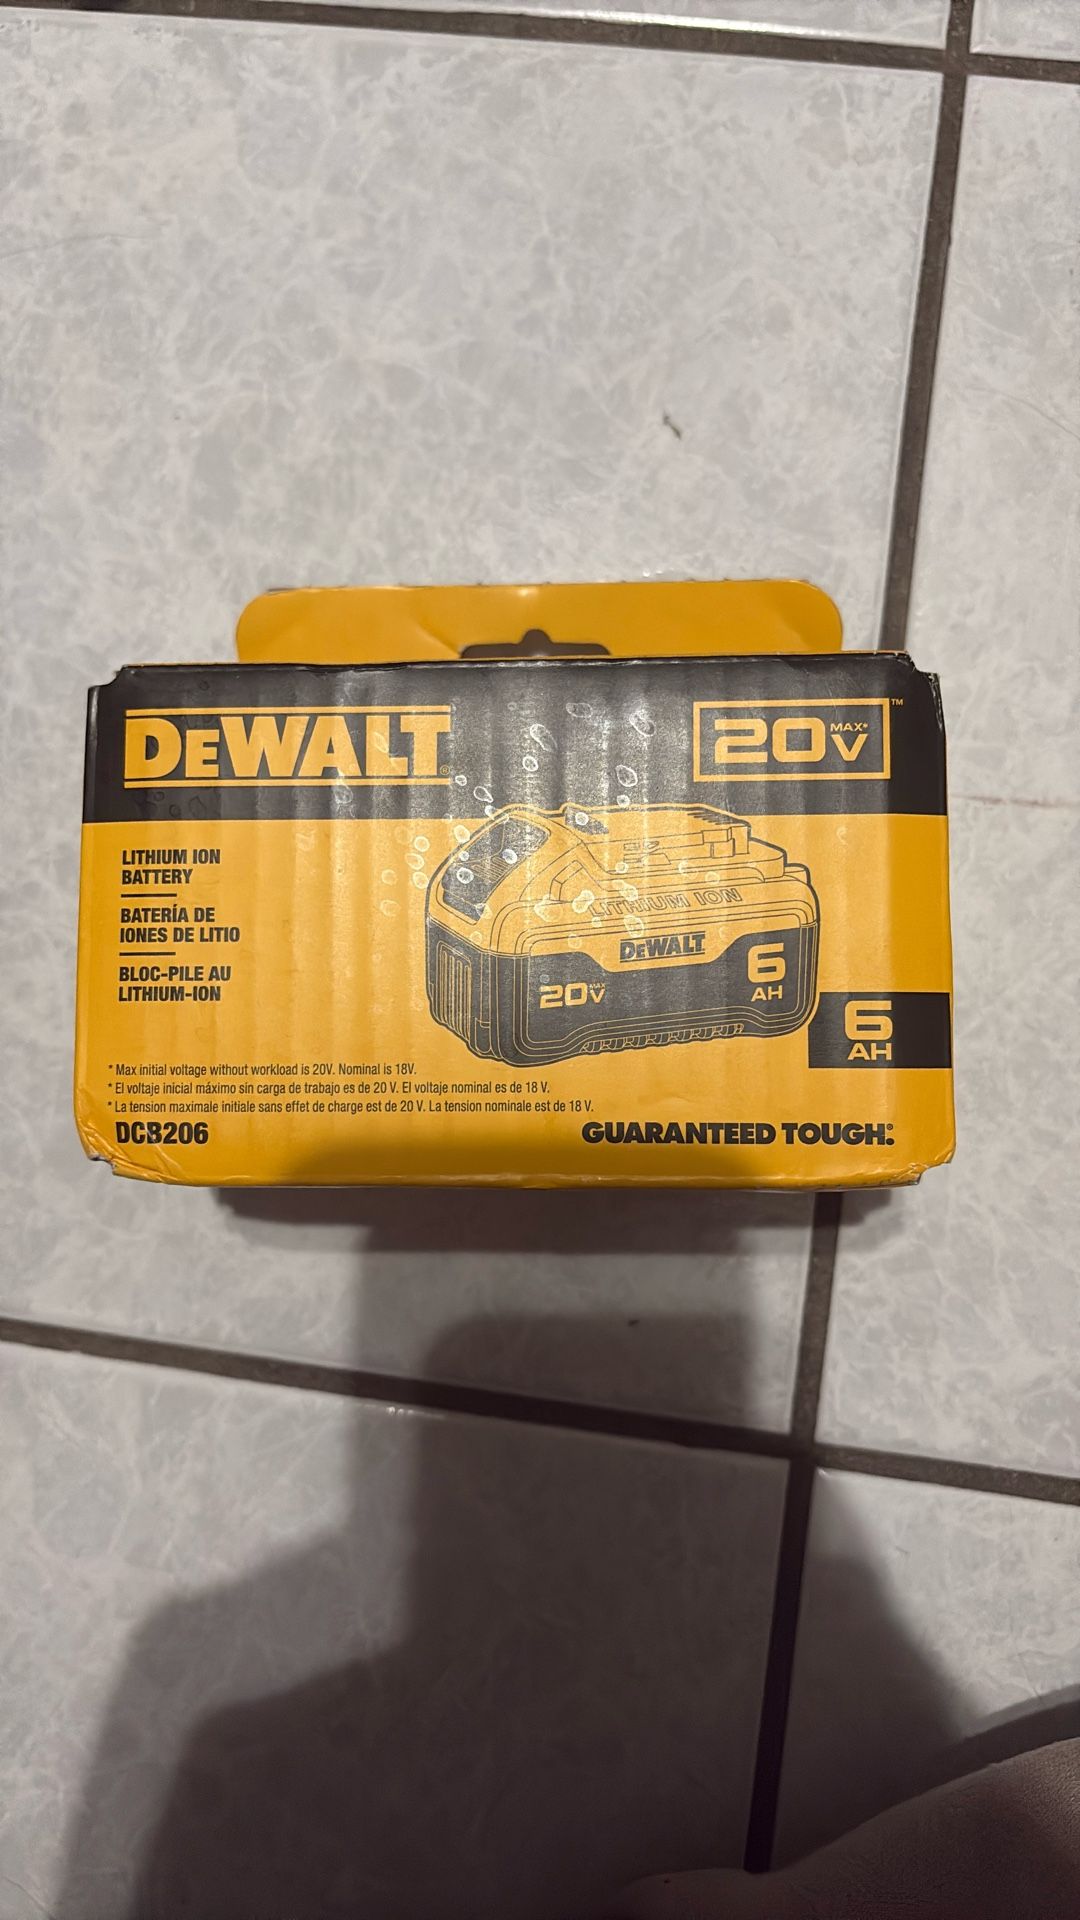 DEWALT®
20V MAX* ™
LITHIUM ION
BATTERY
BATERÍA DE
IONES DE LITIO
BLOC-PILE AU
LITHIUM-ION
LITHIUM ION
DEWALT
20V MAX
6
AH
6
AH
* Max initial voltage without workload is 20V. Nominal is 18V.
* El voltaje inicial máximo sin carga de trabajo es de 20 V. El voltaje nominal es de 18 V.
* La tension maximale initiale sans effet de charge est de 20 V. La tension nominale est de 18 V.
DCB206
GUARANTEED TOUGH.®